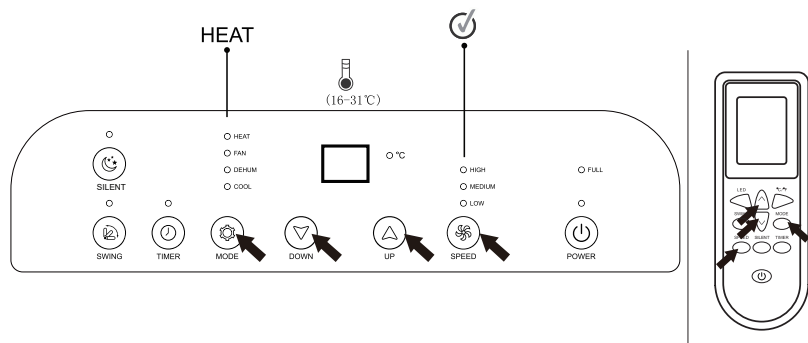 HEAT
(16-31℃)
HEAT
FAN
DEHUM
COOL
°C
HIGH
MEDIUM
LOW
FULL
SILENT
SWING
TIMER
MODE
DOWN
UP
SPEED
POWER
LED
°C/°F
MODE
SPEED
SILENT
TIMER